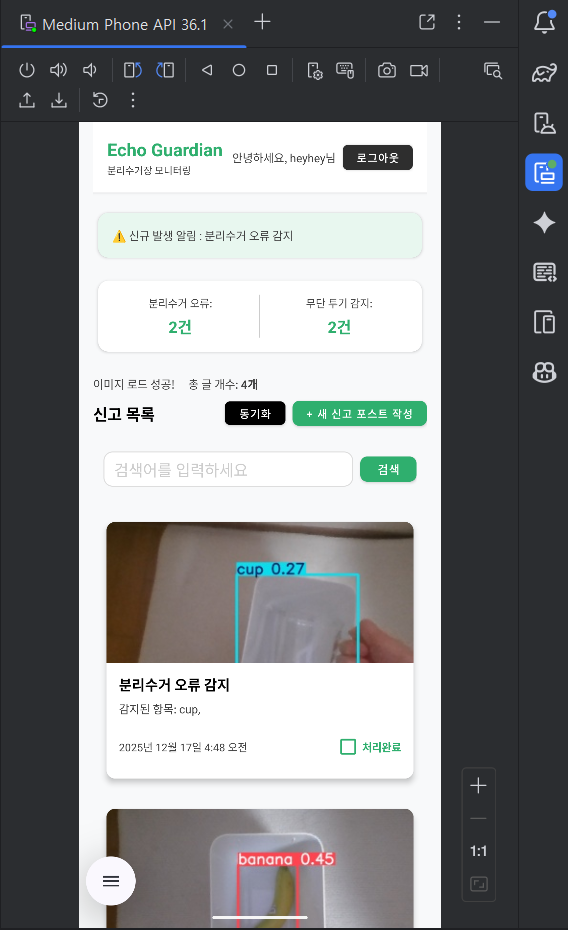 Medium Phone API 36.1
Echo Guardian
분리수거장 모니터링
안녕하세요, heyhey님
로그아웃
⚠️ 신규 발생 알림 : 분리수거 오류 감지
분리수거 오류:
2건
무단 투기 감지:
2건
이미지 로드 성공!
총 글 개수: 4개
신고 목록
동기화
+ 새 신고 포스트 작성
검색어를 입력하세요
검색
cup 0.27
분리수거 오류 감지
감지된 항목: cup,
2025년 12월 17일 4:48 오전
처리완료
banana 0.45
1:1